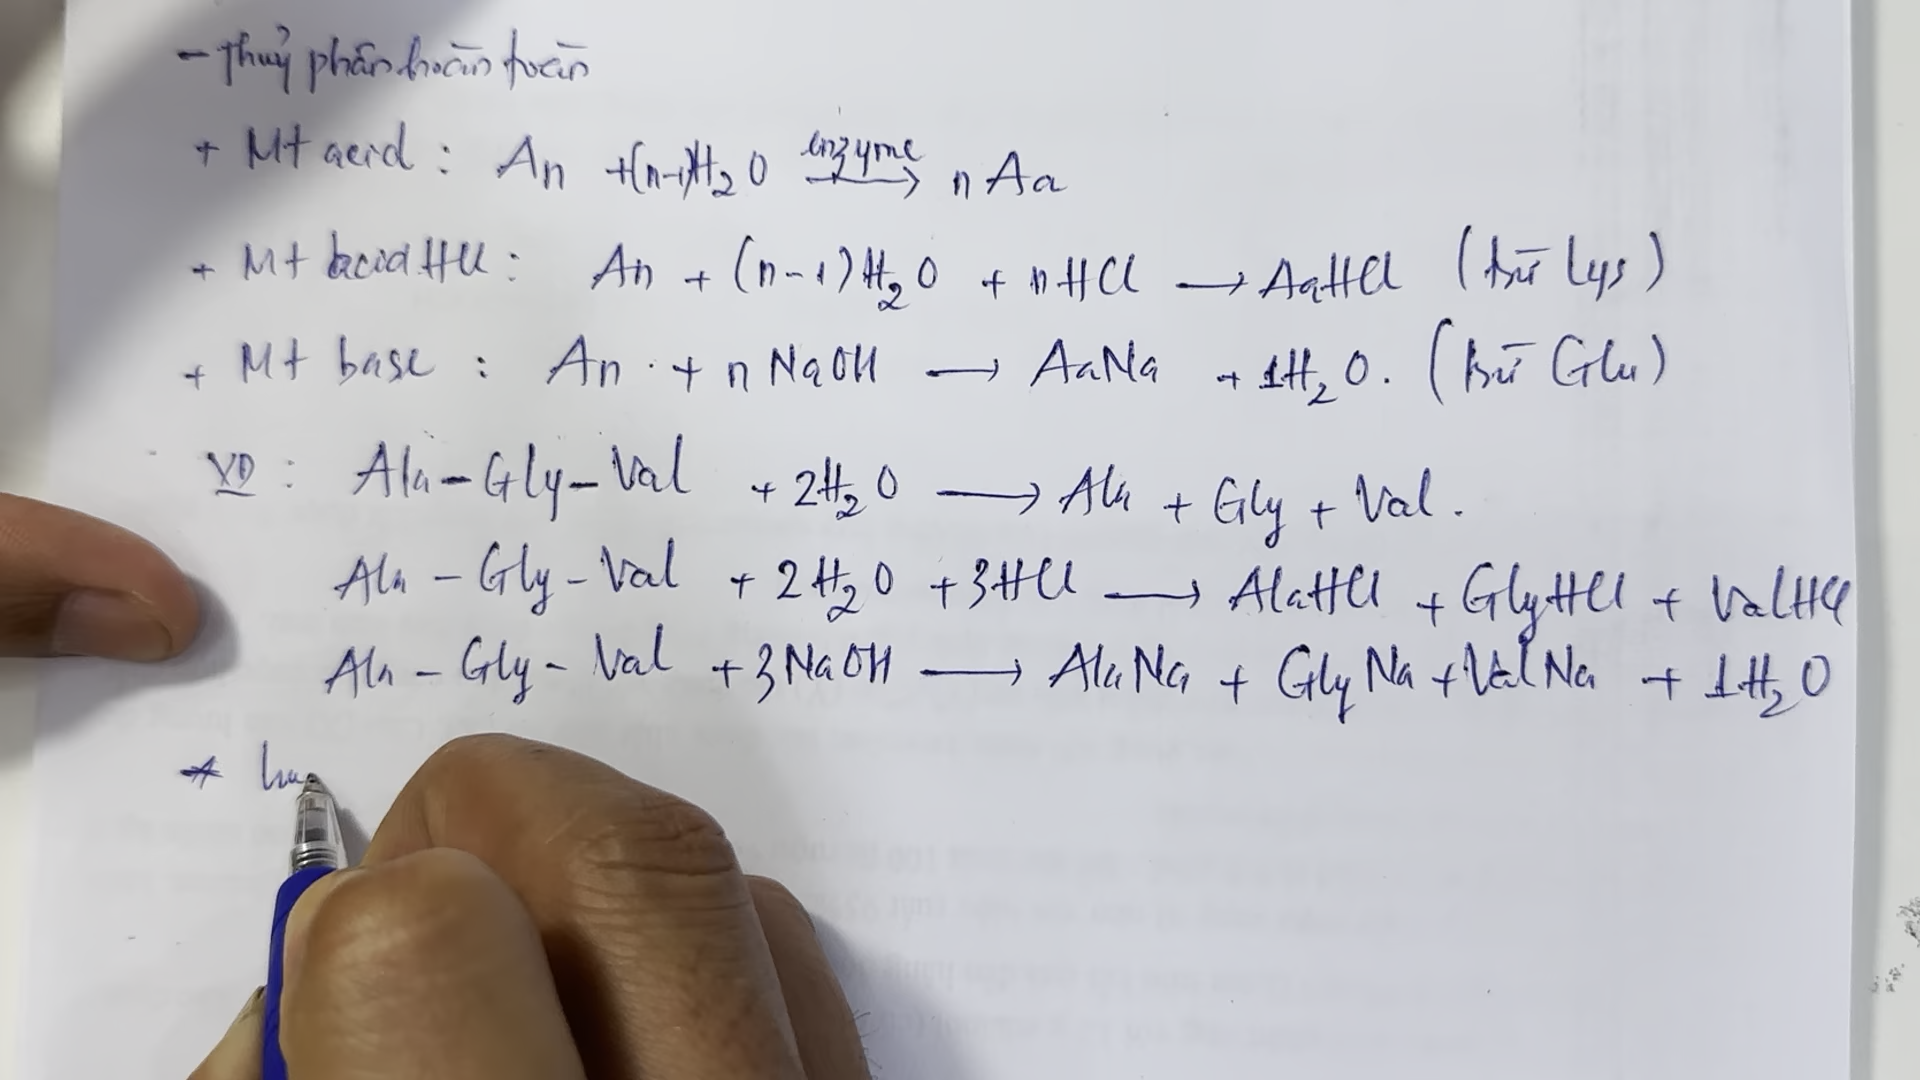 - Thuỷ phân hoàn toàn
+ Mt acid : An +(n-1)H2O enzyme → n Aa
+ Mt acid HCl : An + (n-1)H2O + nHCl → AaHCl (trừ Lys)
+ Mt base : An + n NaOH → AaNa + 1H2O. (trừ Glu)
VD : Ala-Gly-Val + 2H2O → Ala + Gly + Val.
Ala - Gly - Val + 2H2O + 3HCl → AlaHCl + GlyHCl + ValHCl
Ala - Gly - Val + 3NaOH → AlaNa + GlyNa + ValNa + 1H2O
*